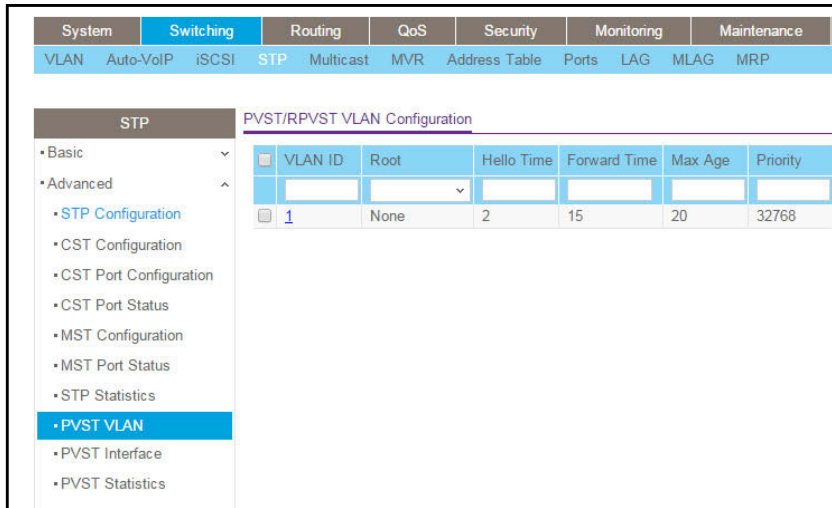 System Switching Routing QoS Security Monitoring Maintenance
VLAN Auto-VoIP iSCSI STP Multicast MVR Address Table Ports LAG MLAG MRP
STP
Basic
Advanced
STP Configuration
CST Configuration
CST Port Configuration
CST Port Status
MST Configuration
MST Port Status
STP Statistics
PVST VLAN
PVST Interface
PVST Statistics
PVST/RPVST VLAN Configuration
VLAN ID Root Hello Time Forward Time Max Age Priority
1 None 2 15 20 32768